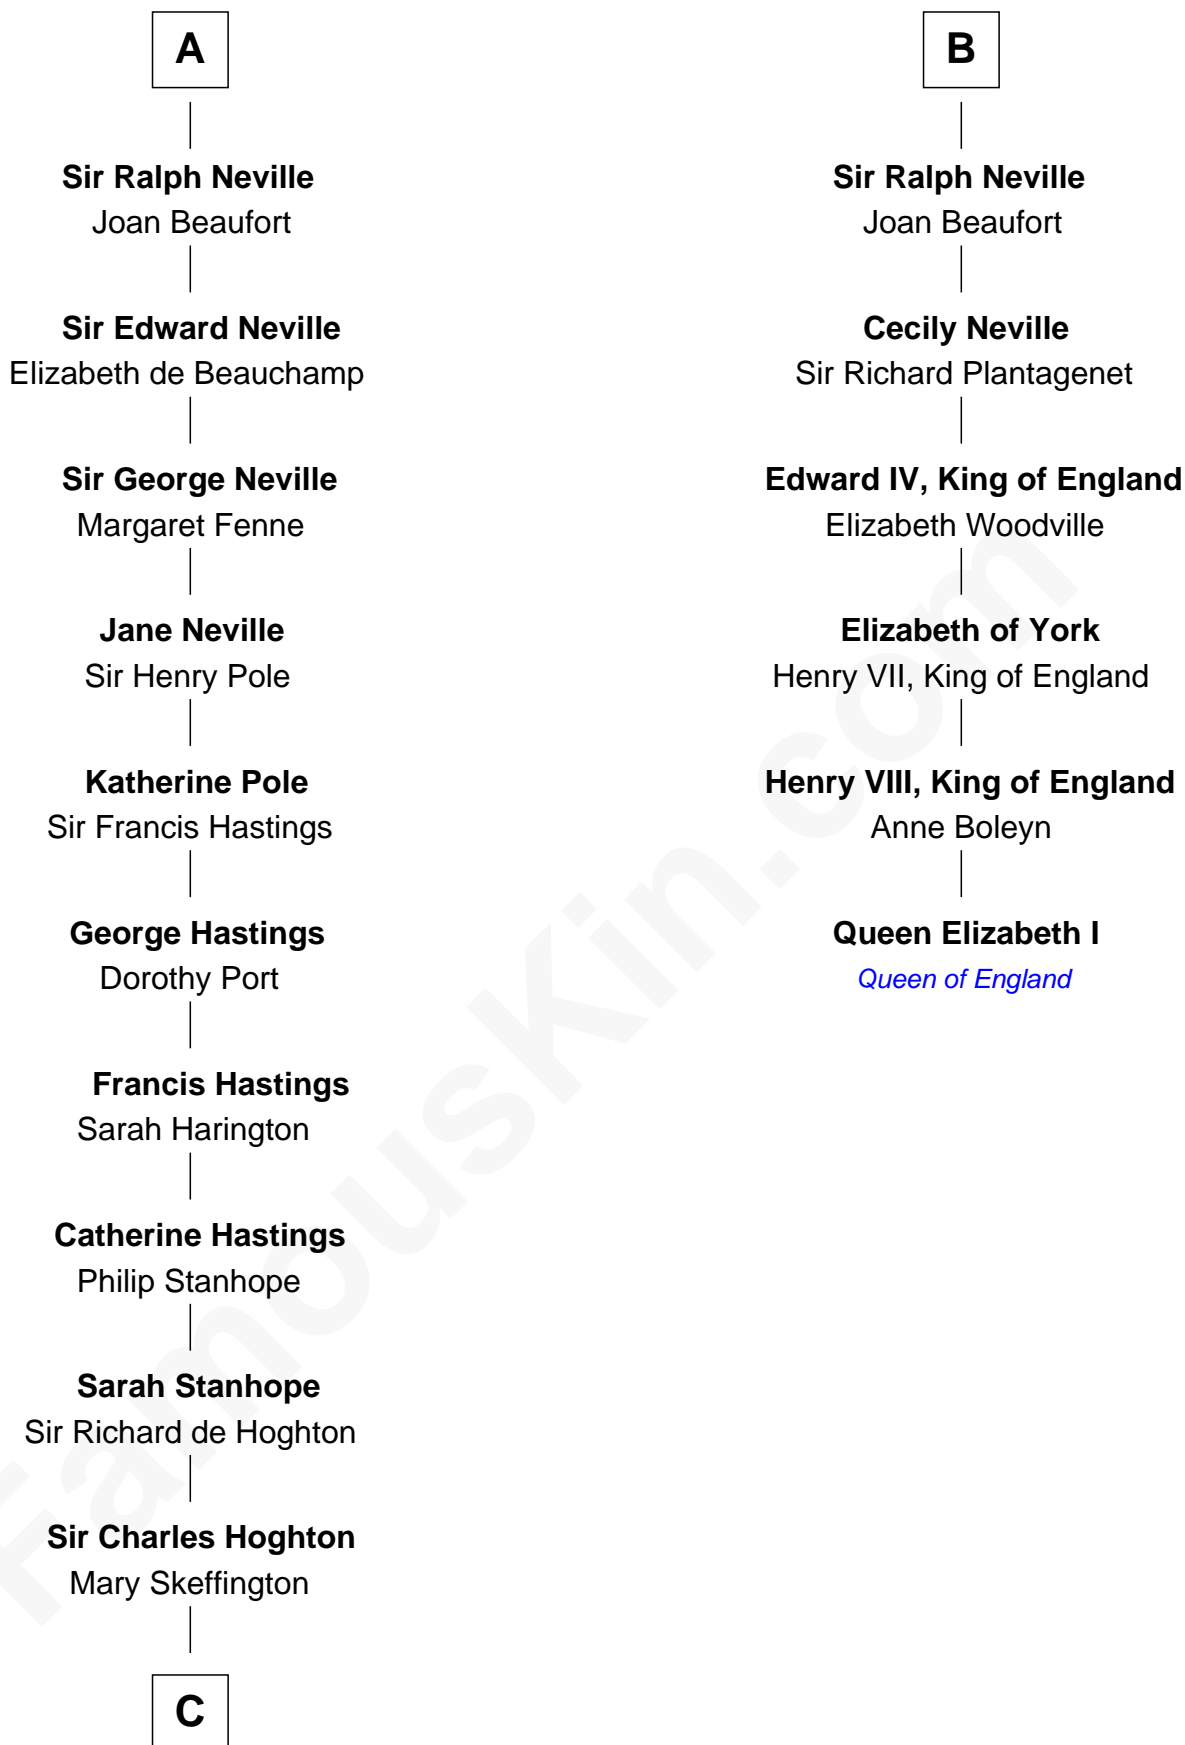 A
Sir Ralph Neville
Joan Beaufort
Sir Edward Neville
Elizabeth de Beauchamp
Sir George Neville
Margaret Fenne
Jane Neville
Sir Henry Pole
Katherine Pole
Sir Francis Hastings
George Hastings
Dorothy Port
Francis Hastings
Sarah Harington
Catherine Hastings
Philip Stanhope
Sarah Stanhope
Sir Richard de Hoghton
Sir Charles Hoghton
Mary Skeffington
C
B
Sir Ralph Neville
Joan Beaufort
Cecily Neville
Sir Richard Plantagenet
Edward IV, King of England
Elizabeth Woodville
Elizabeth of York
Henry VII, King of England
Henry VIII, King of England
Anne Boleyn
Queen Elizabeth I
Queen of England
FamousKin.com